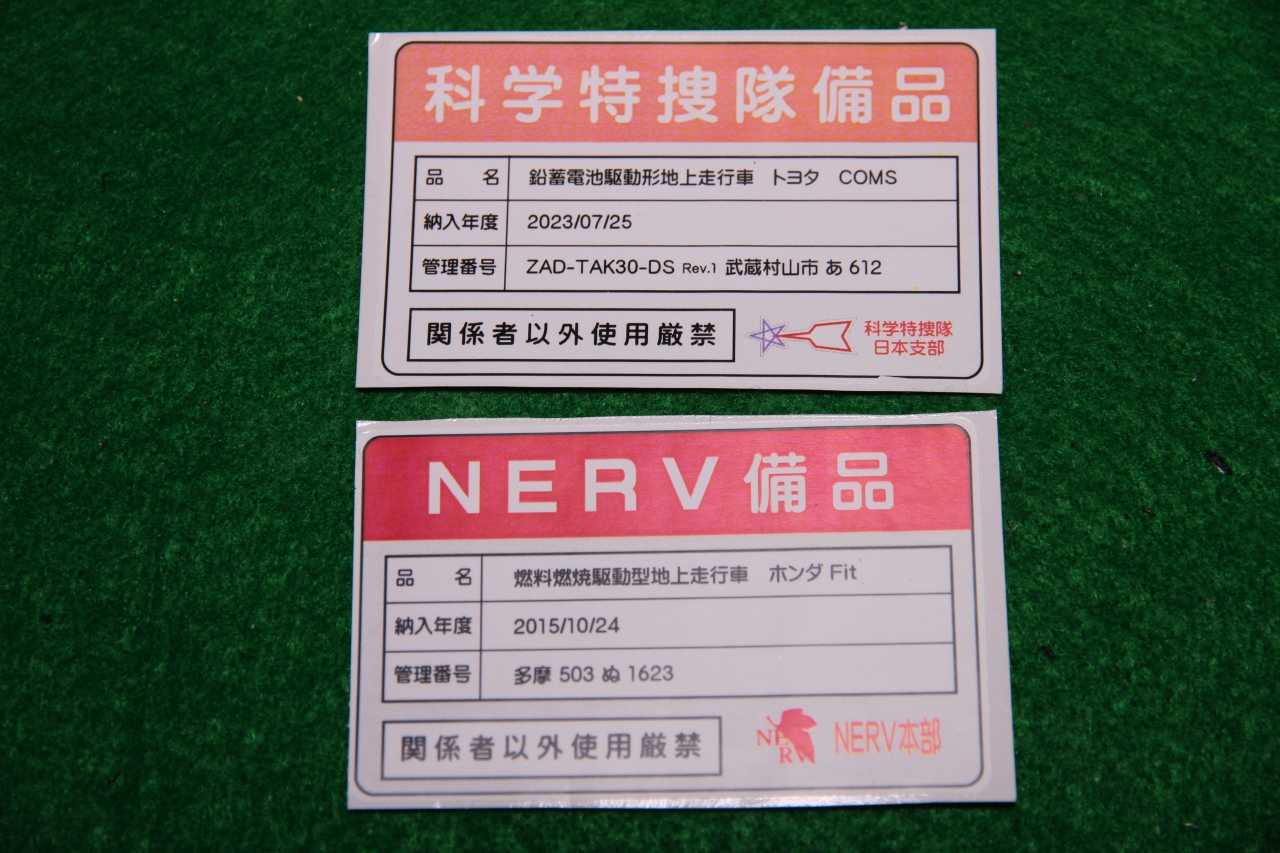 科学特捜隊備品
品　名　鉛蓄電池駆動形地上走行車　トヨタ　COMS
納入年度　2023/07/25
管理番号　ZAD-TAK30-DS Rev.1 武蔵村山市 あ 612
関係者以外使用厳禁
科学特捜隊
日本支部
NERV備品
品　名　燃料燃焼駆動型地上走行車　ホンダ Fit
納入年度　2015/10/24
管理番号　多摩 503 ぬ 1623
関係者以外使用厳禁
NERV
NERV本部